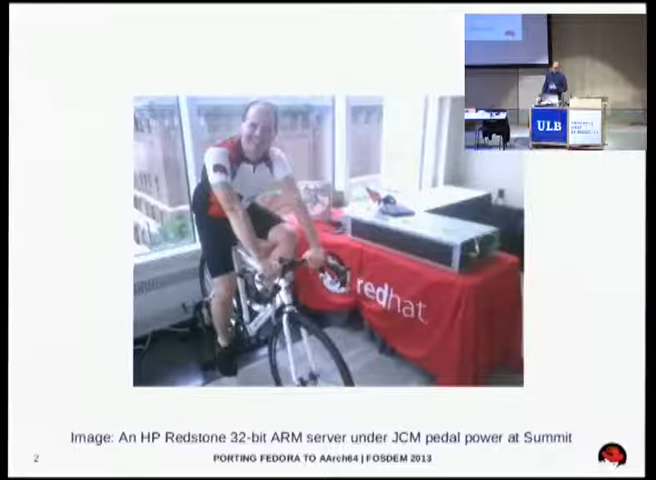 ULB
redhat
Image: An HP Redstone 32-bit ARM server under JCM pedal power at Summit
2
PORTING FEDORA TO AArch64 | FOSDEM 2013